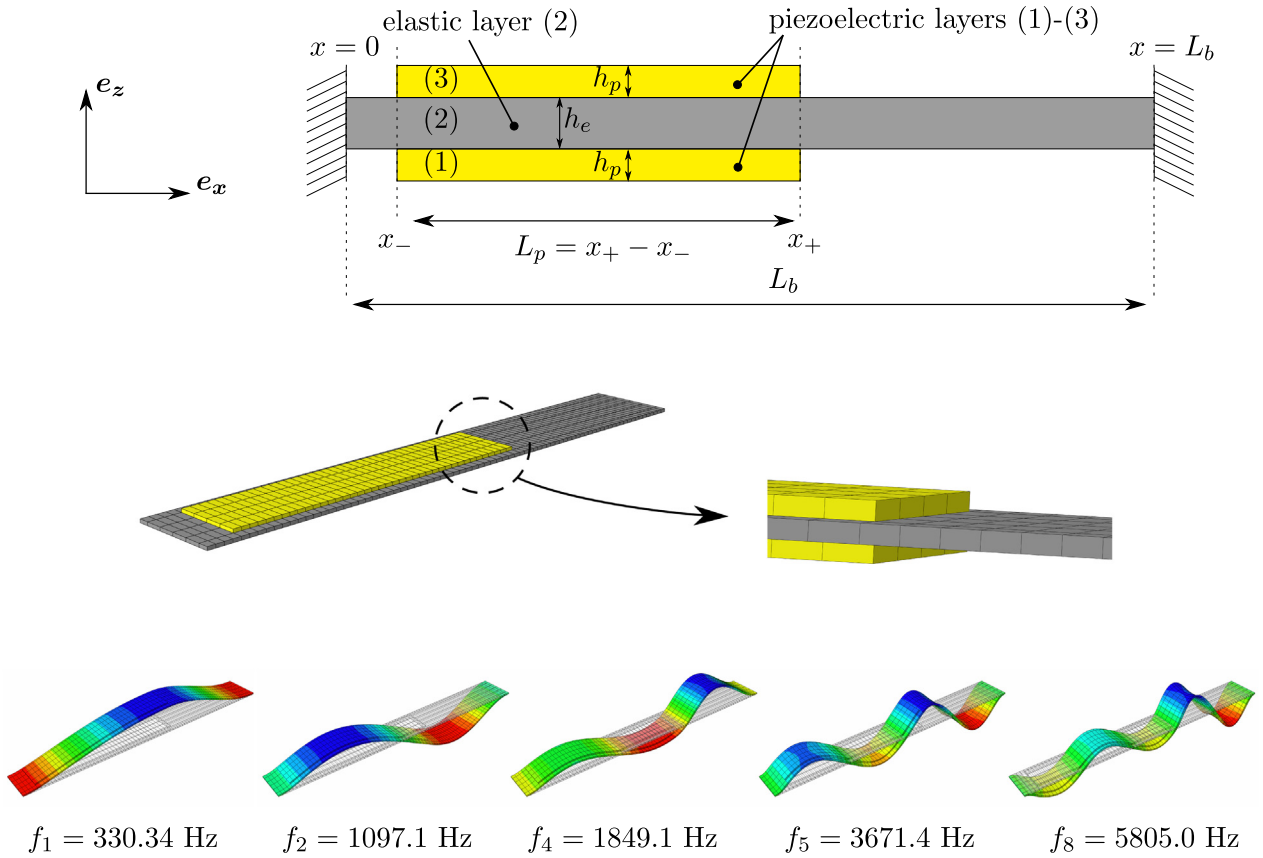 elastic layer (2)
piezoelectric layers (1)-(3)
x = 0
x = L_b
e_z
(3)
h_p
(2)
h_e
(1)
h_p
e_x
x_−
L_p = x_+ − x_−
x_+
L_b
f_1 = 330.34 Hz
f_2 = 1097.1 Hz
f_4 = 1849.1 Hz
f_5 = 3671.4 Hz
f_8 = 5805.0 Hz